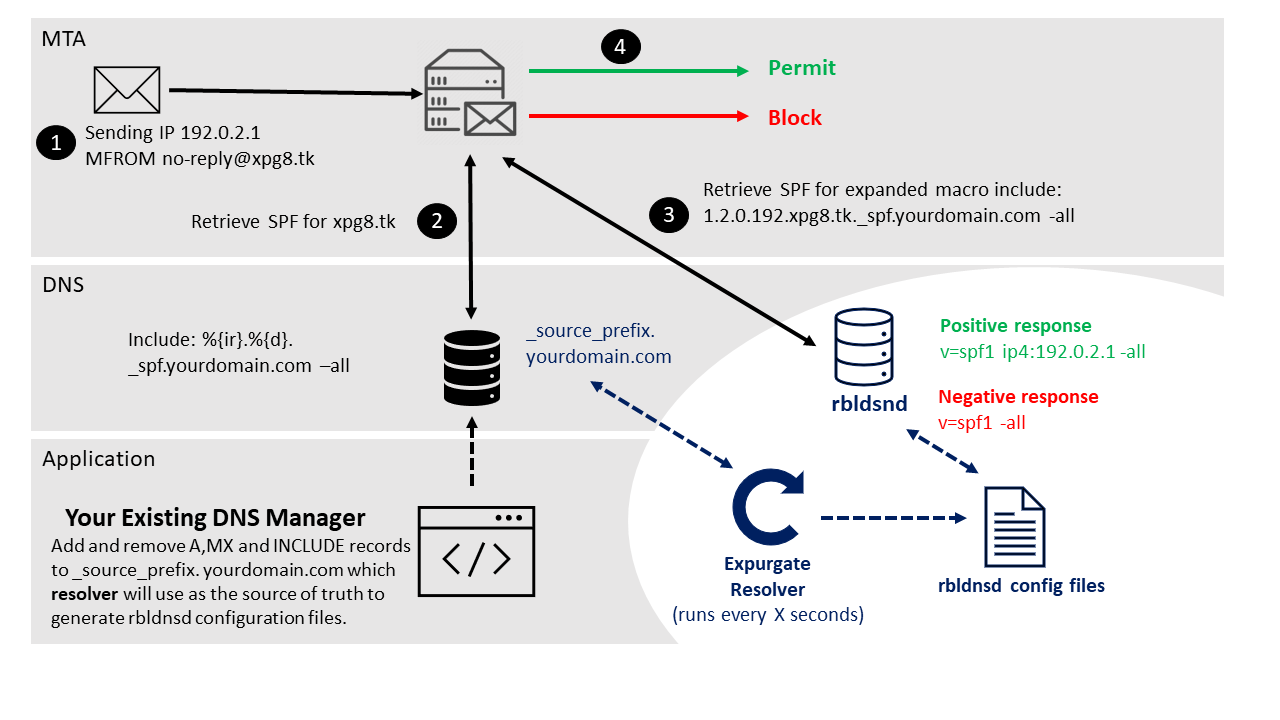 MTA
4
Permit
Block
1
Sending IP 192.0.2.1
MFROM no-reply@xpg8.tk
Retrieve SPF for xpg8.tk
2
3
Retrieve SPF for expanded macro include:
1.2.0.192.xpg8.tk._spf.yourdomain.com -all
DNS
Include: %{ir}.%{d}.
_spf.yourdomain.com –all
_source_prefix.
yourdomain.com
rbldsnd
Positive response
v=spf1 ip4:192.0.2.1 -all
Negative response
v=spf1 -all
Application
Your Existing DNS Manager
Add and remove A,MX and INCLUDE records
to _source_prefix. yourdomain.com which
resolver will use as the source of truth to
generate rbldnsd configuration files.
</>
Expurgate
Resolver
(runs every X seconds)
rbldnsd config files